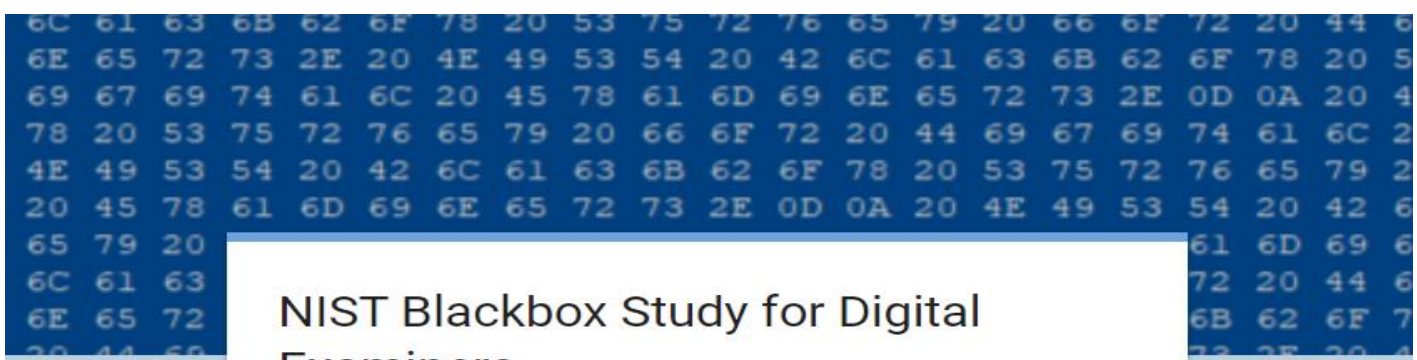 6C 61 63 6B 62 6F 78 20 53 75 72 76 65 79 20 66 6F 72 20 44
6E 65 72 73 2E 20 4E 49 53 54 20 42 6C 61 63 6B 62 6F 78 20
69 67 69 74 61 6C 20 45 78 61 6D 69 6E 65 72 73 2E 0D 0A 20
78 20 53 75 72 76 65 79 20 66 6F 72 20 44 69 67 69 74 61 6C
4E 49 53 54 20 42 6C 61 63 6B 62 6F 78 20 53 75 72 76 65 79
20 45 78 61 6D 69 6E 65 72 73 2E 0D 0A 20 4E 49 53 54 20 42
65 79 20 61 6D 69
6C 61 63 72 20 44
6E 65 72 6B 62 6F
NIST Blackbox Study for Digital